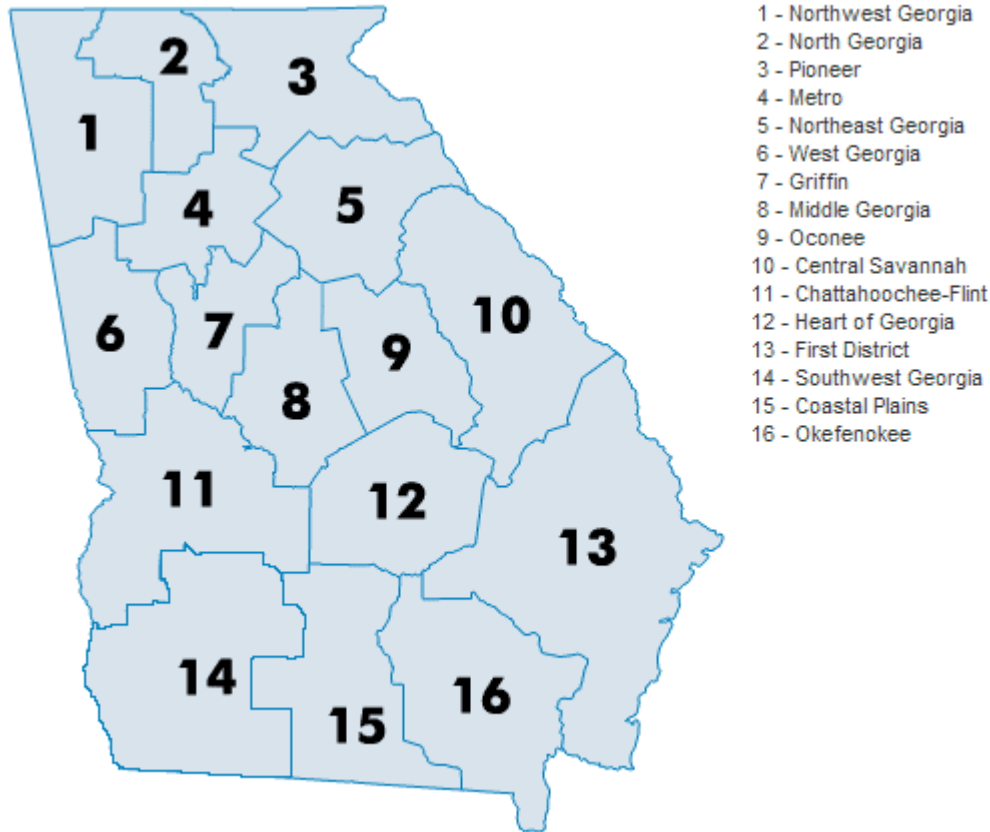 1 - Northwest Georgia
2 - North Georgia
3 - Pioneer
4 - Metro
5 - Northeast Georgia
6 - West Georgia
7 - Griffin
8 - Middle Georgia
9 - Oconee
10 - Central Savannah
11 - Chattahoochee-Flint
12 - Heart of Georgia
13 - First District
14 - Southwest Georgia
15 - Coastal Plains
16 - Okefenokee
2
3
1
4
5
10
6
7
9
8
11
12
13
14
16
15